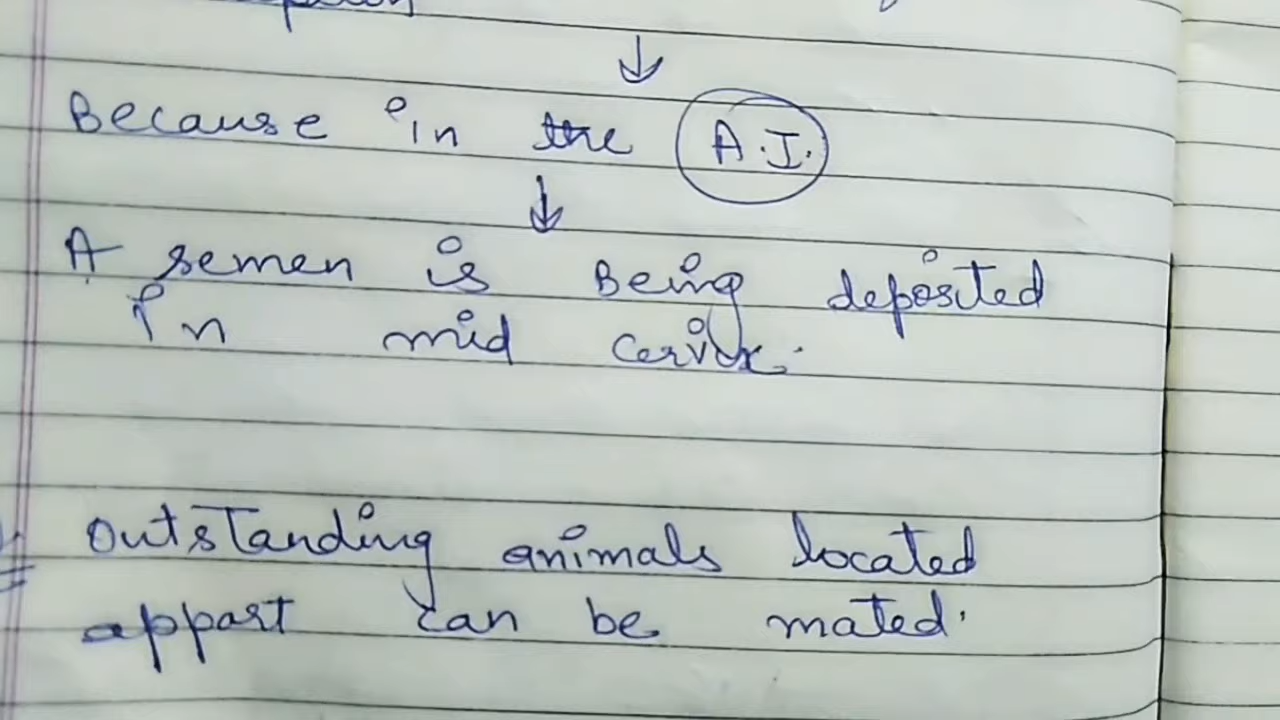 Because in the A.I.
A semen is Being deposited
in mid cervix.
Outstanding animals located
appart can be mated.